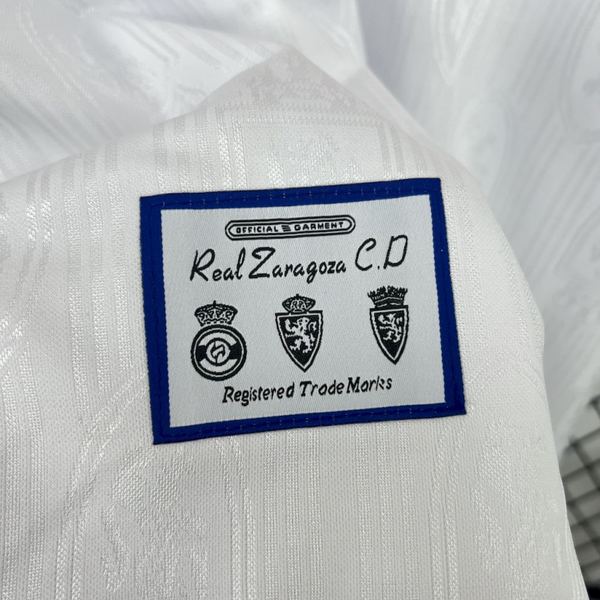 OFFICIAL GARMENT
Real Zaragoza C.D
Registered Trade Marks